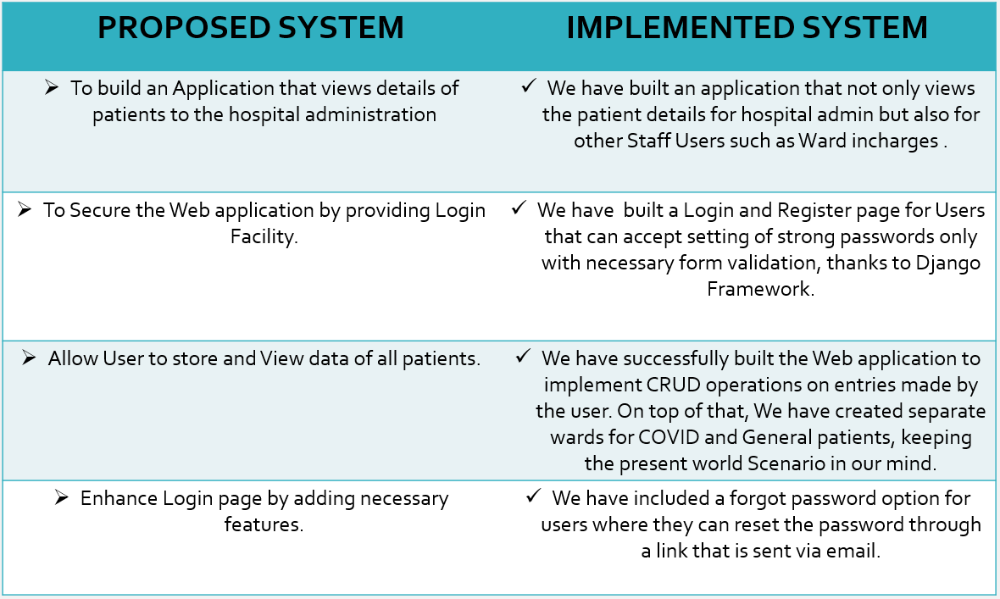 PROPOSED SYSTEM
IMPLEMENTED SYSTEM
➢ To build an Application that views details of
patients to the hospital administration
✓ We have built an application that not only views
the patient details for hospital admin but also for
other Staff Users such as Ward incharges .
➢ To Secure the Web application by providing Login
Facility.
✓ We have  built a Login and Register page for Users
that can accept setting of strong passwords only
with necessary form validation, thanks to Django
Framework.
➢ Allow User to store and View data of all patients.
✓ We have successfully built the Web application to
implement CRUD operations on entries made by
the user. On top of that, We have created separate
wards for COVID and General patients, keeping
the present world Scenario in our mind.
➢ Enhance Login page by adding necessary
features.
✓ We have included a forgot password option for
users where they can reset the password through
a link that is sent via email.